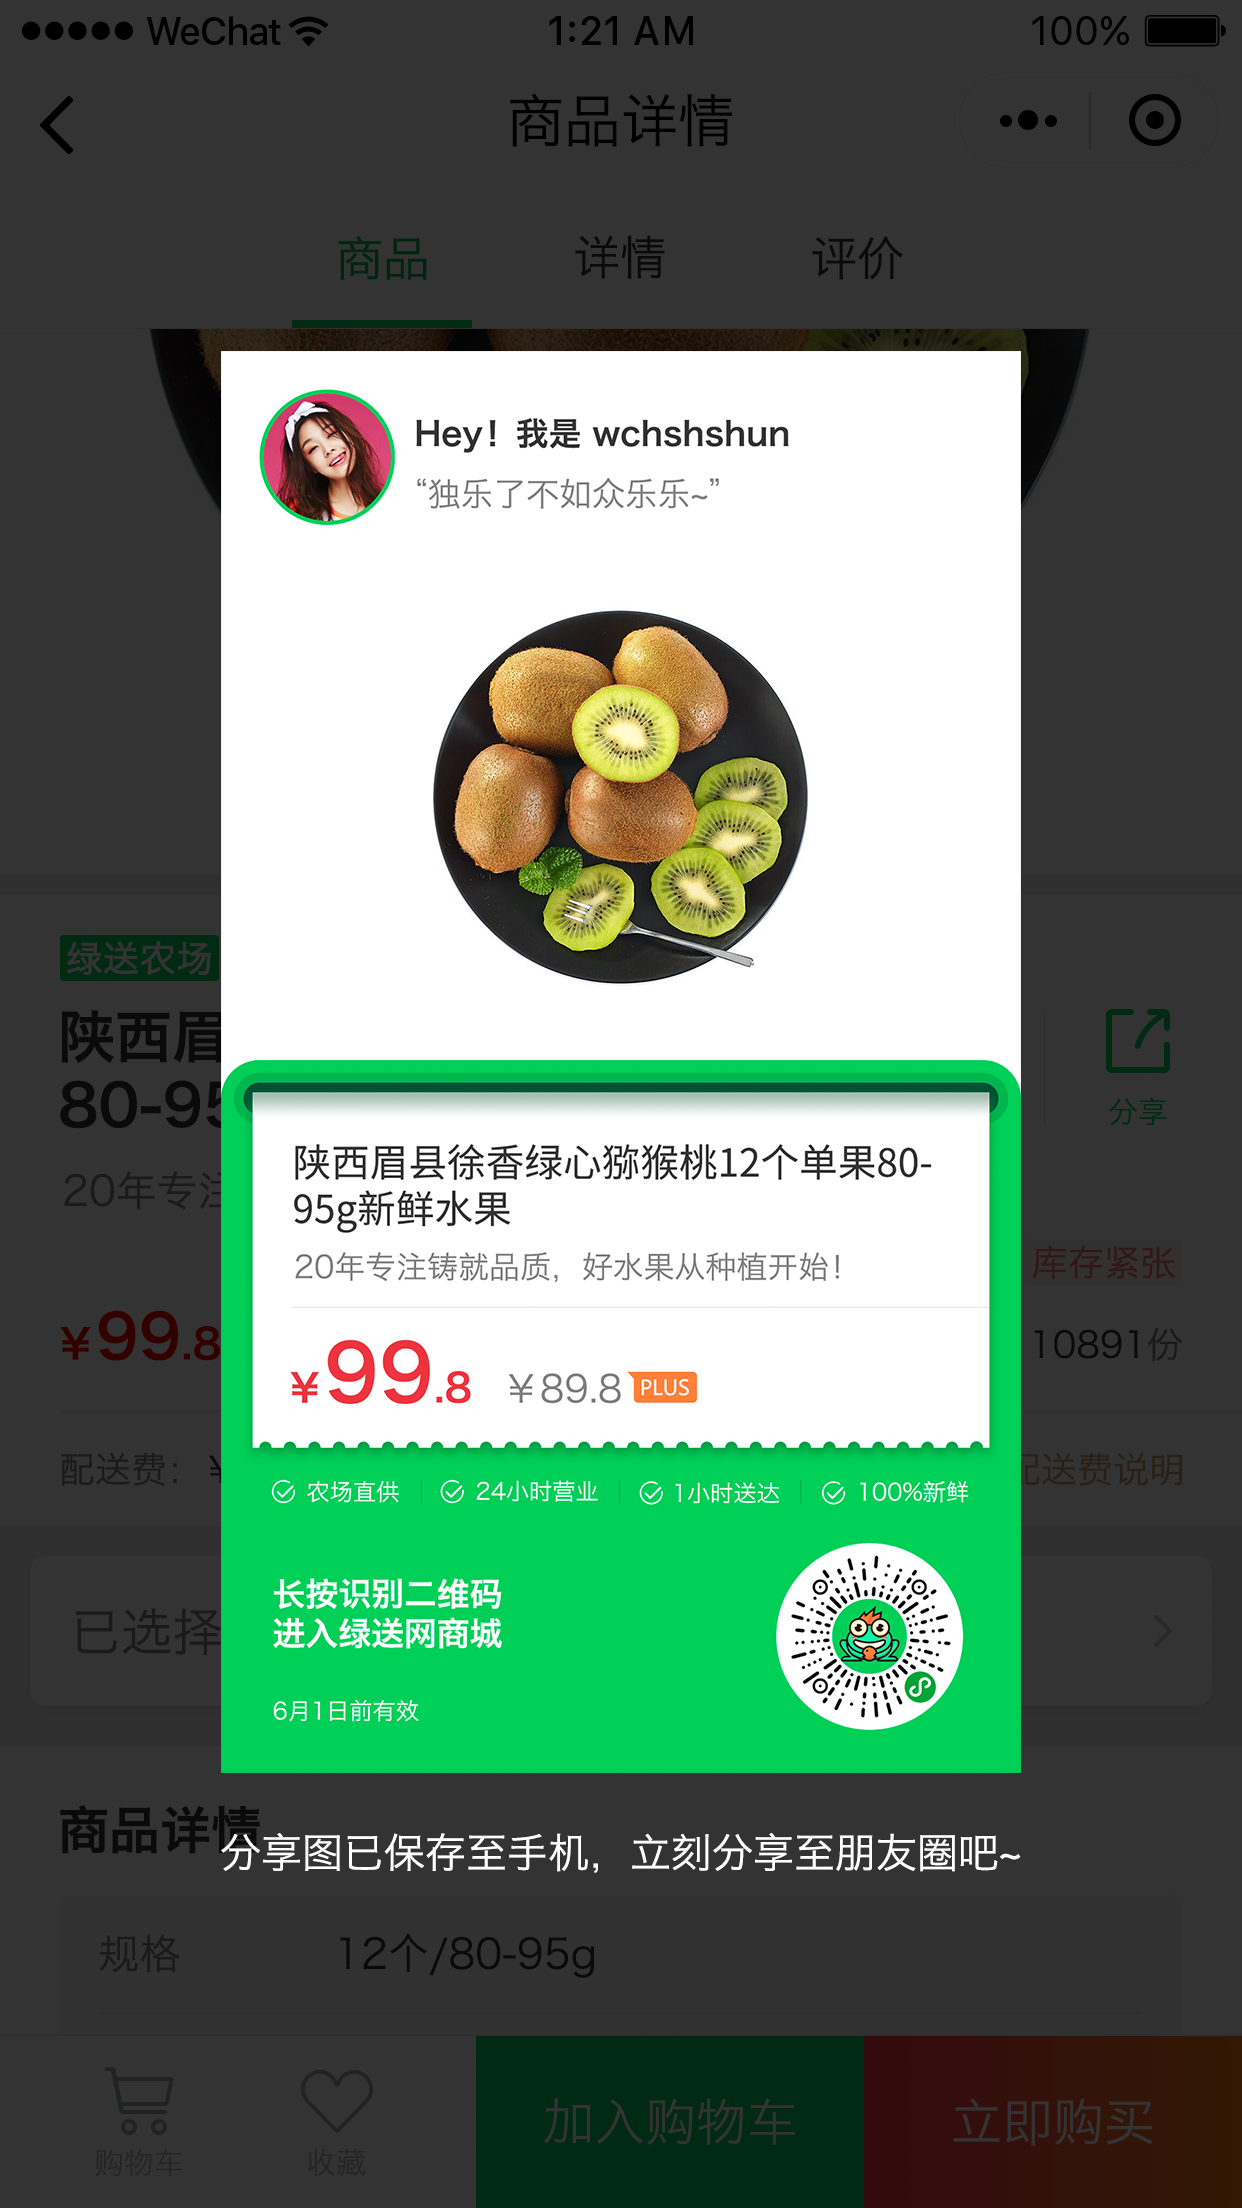 WeChat
1:21 AM
100%
商品详情
商品
详情
评价
Hey！我是 wchshshun
“独乐了不如众乐乐~”
绿送农场
陕西眉
80-95
分享
20年专注
陕西眉县徐香绿心猕猴桃12个单果80-
95g新鲜水果
20年专注铸就品质，好水果从种植开始！
库存紧张
¥99.8
10891份
¥99.8
¥89.8
PLUS
配送费：
配送费说明
农场直供
24小时营业
1小时送达
100%新鲜
长按识别二维码
进入绿送网商城
已选择
6月1日前有效
商品详情
分享图已保存至手机，立刻分享至朋友圈吧~
规格
12个/80-95g
购物车
收藏
加入购物车
立即购买